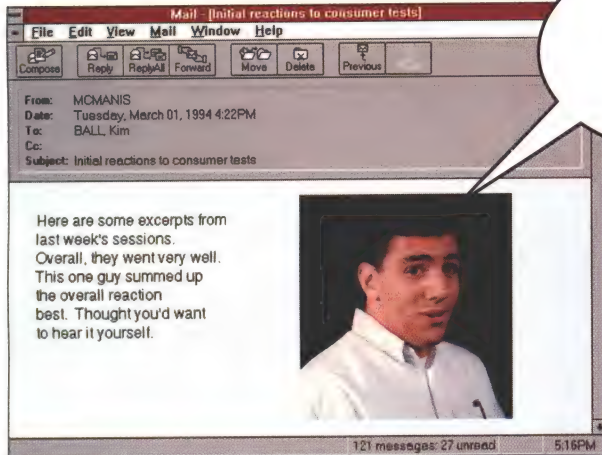 Mail - [Initial reactions to consumer tests]
File Edit View Mail Window Help
Compose Reply ReplyAll Forward Move Delete Previous
From: MCMANIS
Date: Tuesday, March 01, 1994 4:22PM
To: BALL, Kim
Cc:
Subject: Initial reactions to consumer tests
Here are some excerpts from
last week's sessions.
Overall, they went very well.
This one guy summed up
the overall reaction
best. Thought you'd want
to hear it yourself.
121 messages: 27 unread 5:16PM